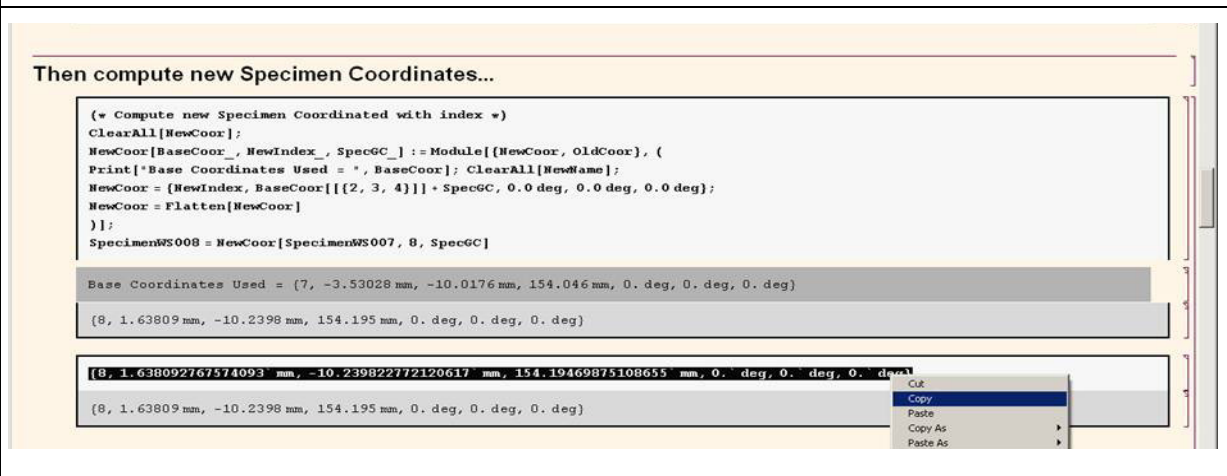 Then compute new Specimen Coordinates...
(* Compute new Specimen Coordinated with index *)
ClearAll[NewCoor];
NewCoor[BaseCoor_, NewIndex_, SpecGC_] := Module[{NewCoor, OldCoor}, (
Print["Base Coordinates Used = ", BaseCoor]; ClearAll[NewName];
NewCoor = {NewIndex, BaseCoor[[{2, 3, 4}]] + SpecGC, 0.0 deg, 0.0 deg, 0.0 deg};
NewCoor = Flatten[NewCoor]
)];
SpecimenWS008 = NewCoor[SpecimenWS007, 8, SpecGC]
Base Coordinates Used = {7, -3.53028 mm, -10.0176 mm, 154.046 mm, 0. deg, 0. deg, 0. deg}
{8, 1.63809 mm, -10.2398 mm, 154.195 mm, 0. deg, 0. deg, 0. deg}
{8, 1.638092767574093` mm, -10.239822772120617` mm, 154.19469875108655` mm, 0.` deg, 0.` deg, 0.` deg}
{8, 1.63809 mm, -10.2398 mm, 154.195 mm, 0. deg, 0. deg, 0. deg}
Cut
Copy
Paste
Copy As
Paste As